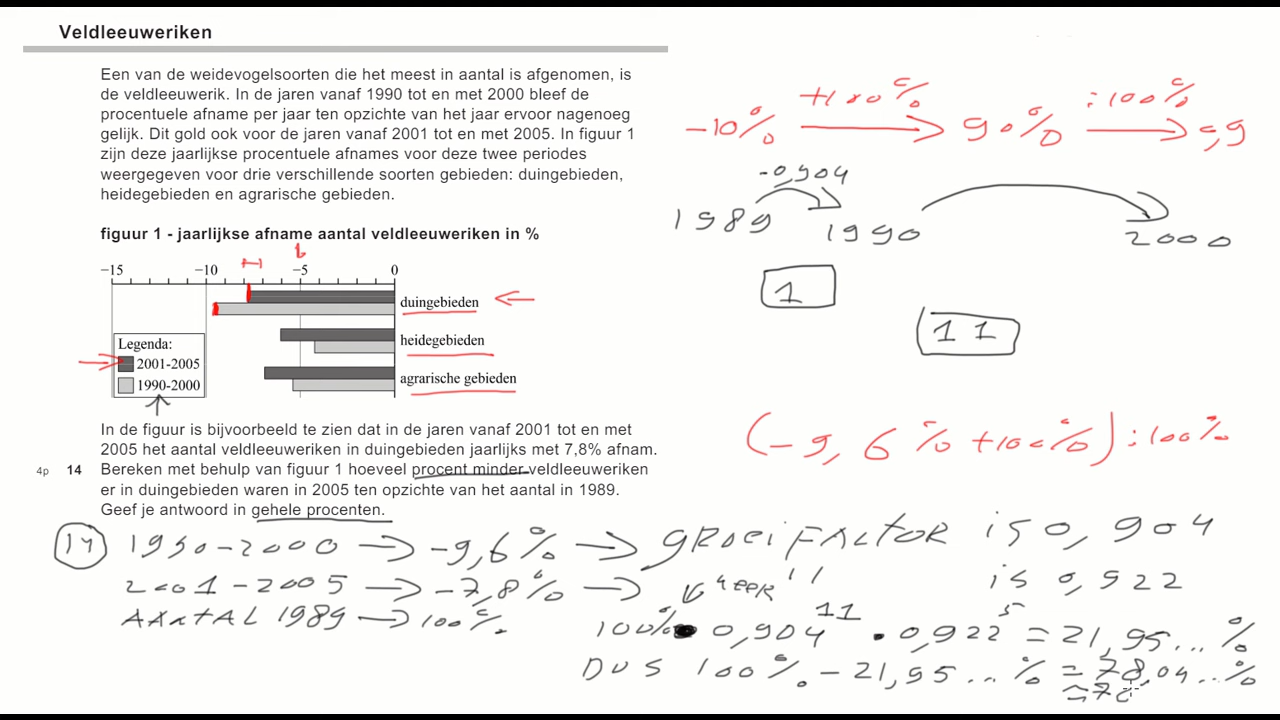 Veldleeuweriken
Een van de weidevogelsoorten die het meest in aantal is afgenomen, is
de veldleeuwerik. In de jaren vanaf 1990 tot en met 2000 bleef de
procentuele afname per jaar ten opzichte van het jaar ervoor nagenoeg
gelijk. Dit gold ook voor de jaren vanaf 2001 tot en met 2005. In figuur 1
zijn deze jaarlijkse procentuele afnames voor deze twee periodes
weergegeven voor drie verschillende soorten gebieden: duingebieden,
heidegebieden en agrarische gebieden.
figuur 1 - jaarlijkse afname aantal veldleeuweriken in %
−15 −10 −5 0
duingebieden
heidegebieden
agrarische gebieden
Legenda:
2001-2005
1990-2000
In de figuur is bijvoorbeeld te zien dat in de jaren vanaf 2001 tot en met
2005 het aantal veldleeuweriken in duingebieden jaarlijks met 7,8% afnam.
4p 14 Bereken met behulp van figuur 1 hoeveel procent minder veldleeuweriken
er in duingebieden waren in 2005 ten opzichte van het aantal in 1989.
Geef je antwoord in gehele procenten.
+100% :100%
-10% → 90% → 0,9
·0,904
1989 1990 2000
1
11
(-9,6% +100%):100%
14 1990-2000 → -9,6% → GROEIFACTOR is 0,904
2001-2005 → -7,8% → " is 0,922
AANTAL 1989 → 100%.
100% · 0,904^11 · 0,922^5 = 21,95...%
DUS 100% - 21,95...% = 78,04...%
≈78